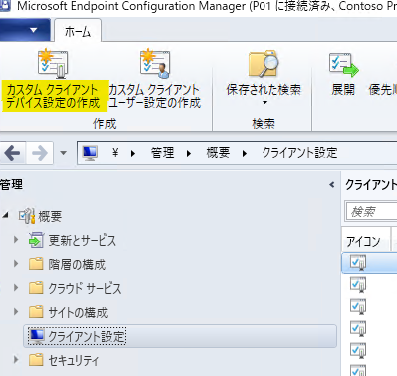 Microsoft Endpoint Configuration Manager (P01 に接続済み、Contoso Pr
ホーム
カスタム クライアント デバイス設定の作成
カスタム クライアント ユーザー設定の作成
保存された検索
展開
優先順
作成
検索
¥ 管理 概要 クライアント設定
管理
クライアント
概要
検索
更新とサービス
アイコン
階層の構成
クラウド サービス
サイトの構成
クライアント設定
セキュリティ